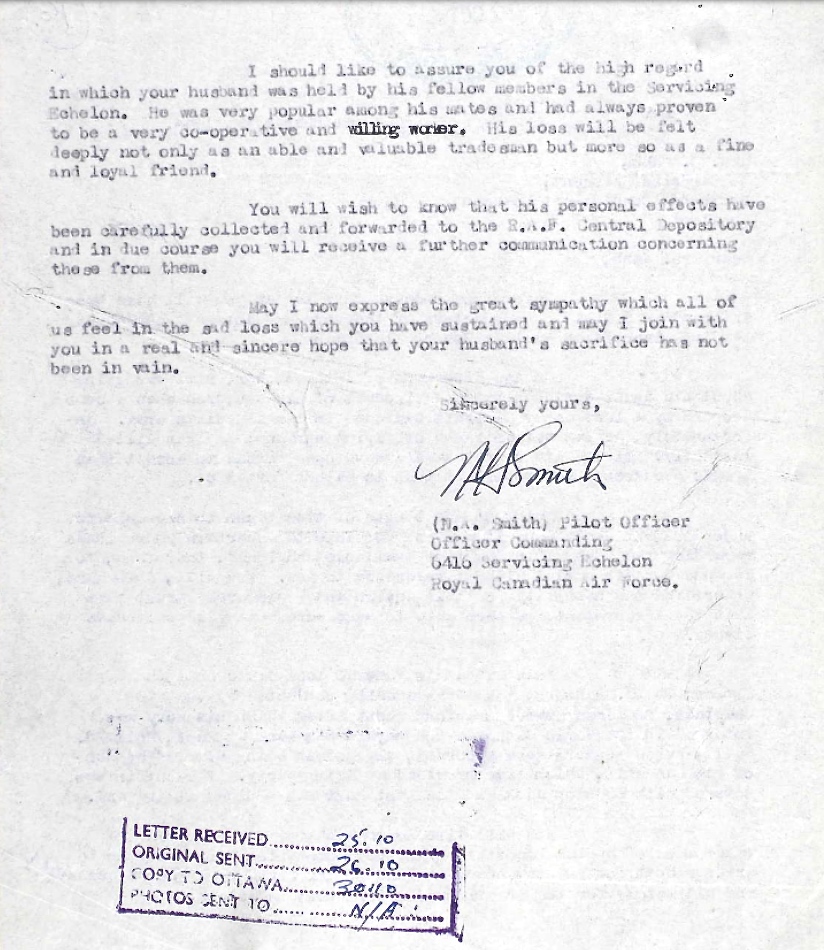 I should like to assure you of the high regard
in which your husband was held by his fellow members in the Servicing
Echelon. He was very popular among his mates and had always proven
to be a very co-operative and willing worker. His loss will be felt
deeply not only as an able and valuable tradesman but more so as a fine
and loyal friend.
You will wish to know that his personal effects have
been carefully collected and forwarded to the R.A.F. Central Depository
and in due course you will receive a further communication concerning
these from them.
May I now express the great sympathy which all of
us feel in the sad loss which you have sustained and may I join with
you in a real and sincere hope that your husband's sacrifice has not
been in vain.
Sincerely yours,
NA Smith
(N.A. Smith) Pilot Officer
Officer Commanding
6416 Servicing Echelon
Royal Canadian Air Force.
LETTER RECEIVED 25.10
ORIGINAL SENT 26.10
COPY TO OTTAWA 30.10
PHOTOS SENT TO N/A